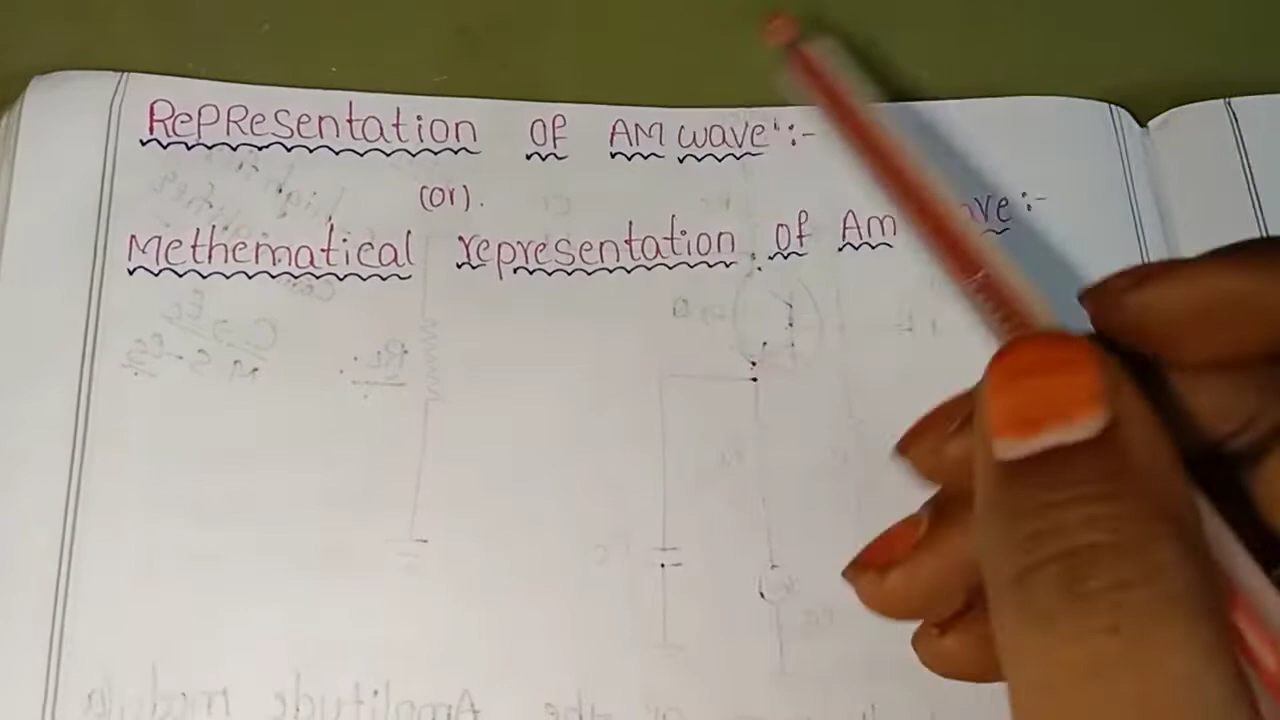 RePResentation of AM wave :-
(or).
Methematical representation of Am :-